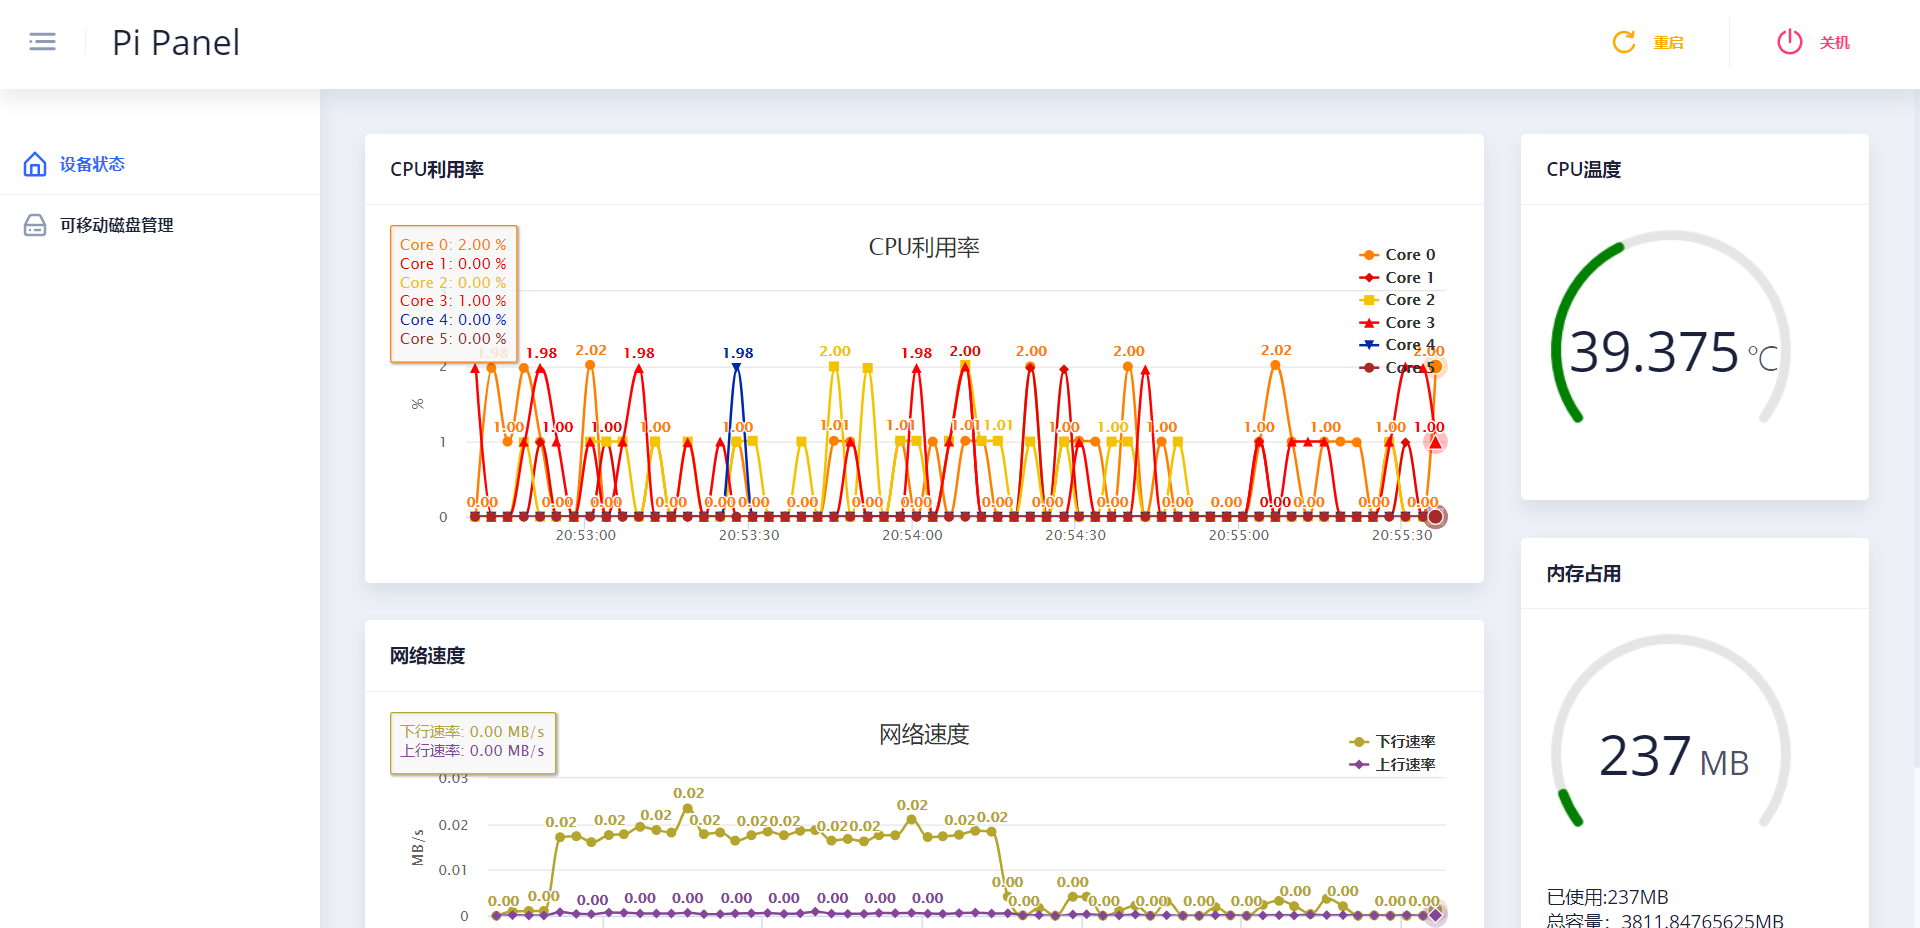 Pi Panel
重启
关机
设备状态
可移动磁盘管理
CPU利用率
CPU利用率
Core 0: 2.00 %
Core 1: 0.00 %
Core 2: 0.00 %
Core 3: 1.00 %
Core 4: 0.00 %
Core 5: 0.00 %
Core 0
Core 1
Core 2
Core 3
Core 4
Core 5
1.98 1.98 2.02 1.98 1.98 2.00 1.98 2.00 2.00 2.00 2.02 2.00
2
%
1.00 1.00 1.00 1.00 1.00 1.01 1.01 1.01 1.01 1.00 1.00 1.00 1.00 1.00 1.00 1.00
1
0.00 0.00 0.00 0.00 0.00 0.00 0.00 0.00 0.00 0.00 0.00 0.00 0.00 0.00 0.00 0.00 0.00
0
20:53:00 20:53:30 20:54:00 20:54:30 20:55:00 20:55:30
网络速度
网络速度
下行速率: 0.00 MB/s
上行速率: 0.00 MB/s
下行速率
上行速率
0.03
0.02 0.02 0.02 0.02 0.02 0.02 0.02 0.02 0.02 0.02 0.02 0.02
0.02
MB/s
0.01
0.00 0.00 0.00 0.00 0.00 0.00 0.00 0.00 0.00 0.00 0.00 0.00 0.00 0.00 0.00 0.00 0.00 0.00 0.00 0.00 0.00
0
CPU温度
39.375 °C
内存占用
237 MB
已使用:237MB
总容量：3811.84765625MB